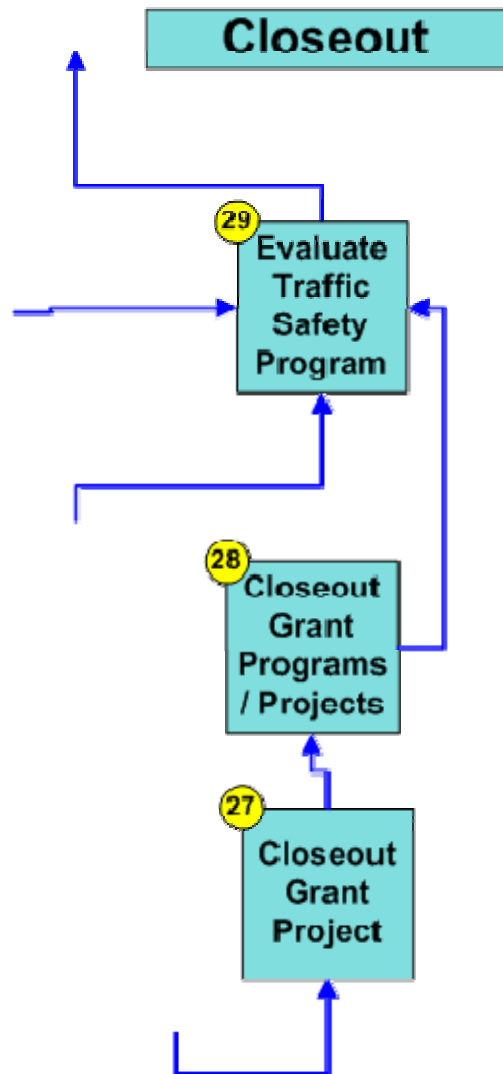 Closeout
29
Evaluate
Traffic
Safety
Program
28
Closeout
Grant
Programs
/ Projects
27
Closeout
Grant
Project